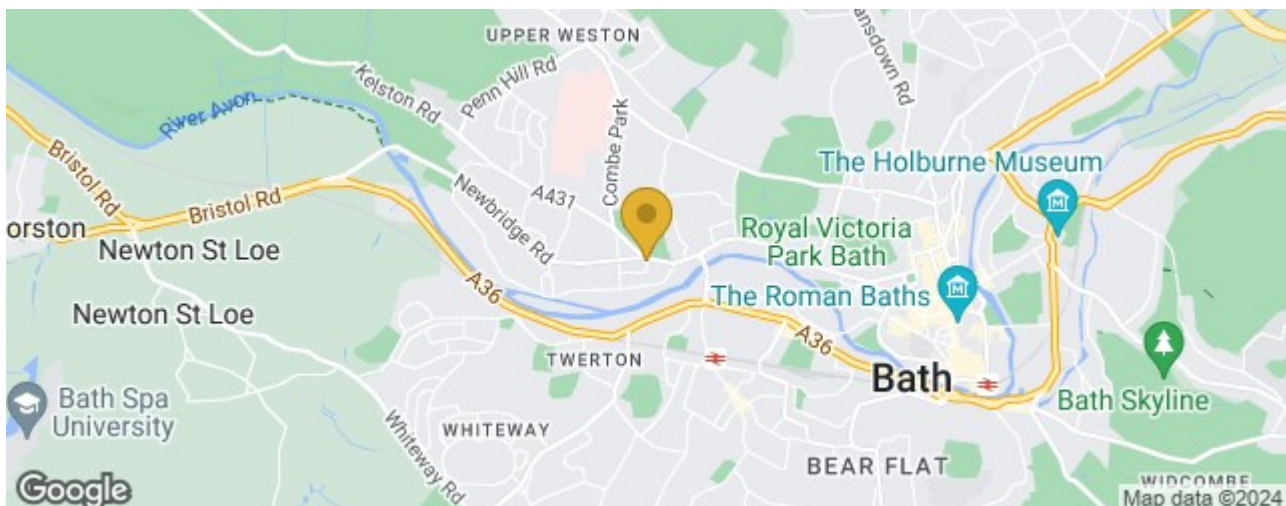 UPPER WESTON
ansdown Rd
Kelston Rd
Penn Hill Rd
River Avon
Combe Park
The Holburne Museum
Bristol Rd
Bristol Rd
A431
Newbridge Rd
orston
Newton St Loe
Royal Victoria
Park Bath
A36
The Roman Baths
Newton St Loe
TWERTON
A36
Bath
Bath Spa
University
Bath Skyline
Whiteway Rd
WHITEWAY
BEAR FLAT
WIDCOMBE
Google
Map data ©2024